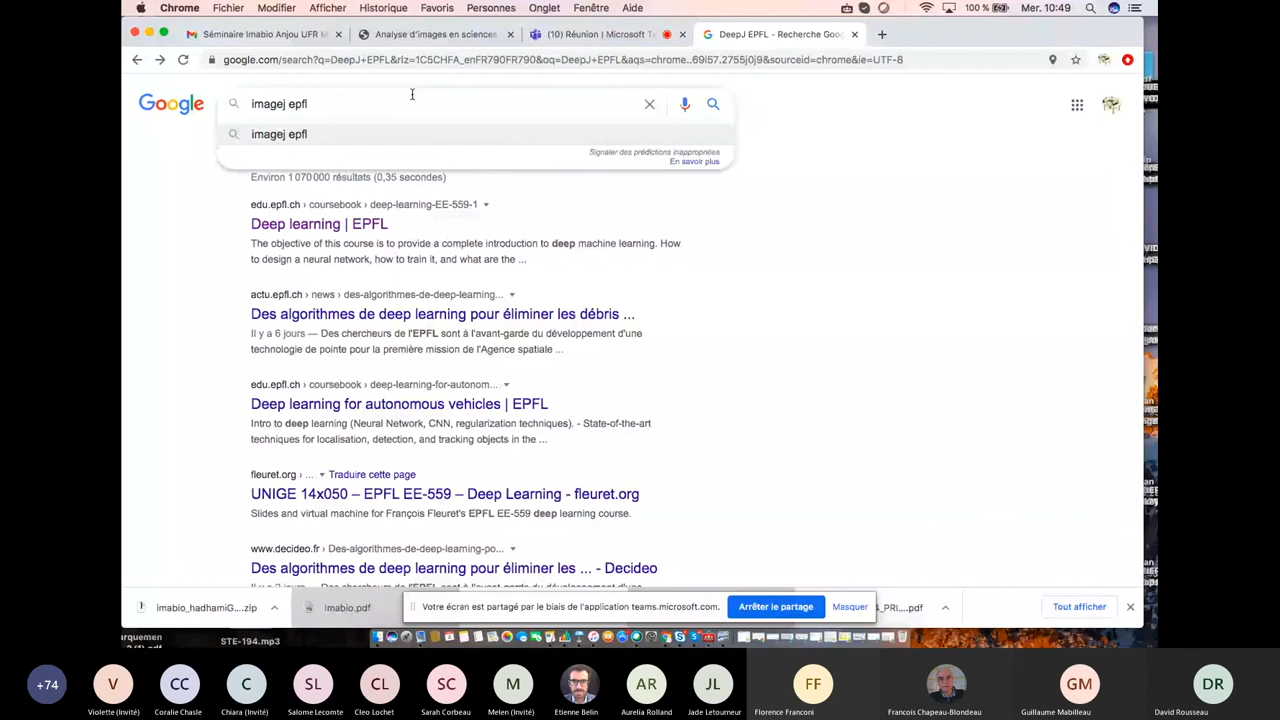 Chrome Fichier Modifier Afficher Historique Favoris Personnes Onglet Fenêtre Aide 100 % Mer. 10:49
Séminaire Imabio Anjou UFR M
Analyse d'images en sciences
(10) Réunion | Microsoft Te
DeepJ EPFL - Recherche Goog
google.com/search?q=DeepJ+EPFL&rlz=1C5CHFA_enFR790FR790&oq=DeepJ+EPFL&aqs=chrome..69i57.2755j0j9&sourceid=chrome&ie=UTF-8
Google
imagej epfl
imagej epfl
Signaler des prédictions inappropriées
En savoir plus
Environ 1 070 000 résultats (0,35 secondes)
edu.epfl.ch › coursebook › deep-learning-EE-559-1
Deep learning | EPFL
The objective of this course is to provide a complete introduction to deep machine learning. How
to design a neural network, how to train it, and what are the ...
actu.epfl.ch › news › des-algorithmes-de-deep-learning...
Des algorithmes de deep learning pour éliminer les débris ...
Il y a 6 jours — Des chercheurs de l'EPFL sont à l'avant-garde du développement d'une
technologie de pointe pour la première mission de l'Agence spatiale ...
edu.epfl.ch › coursebook › deep-learning-for-autonom...
Deep learning for autonomous vehicles | EPFL
Intro to deep learning (Neural Network, CNN, regularization techniques). - State-of-the-art
techniques for localisation, detection, and tracking objects in the ...
fleuret.org › ... Traduire cette page
UNIGE 14x050 – EPFL EE-559 – Deep Learning - fleuret.org
Slides and virtual machine for François Fleuret's EPFL EE-559 deep learning course.
www.decideo.fr › Des-algorithmes-de-deep-learning-po...
Des algorithmes de deep learning pour éliminer les ... - Decideo
imabio_hadhamiG....zip
imabio.pdf
Votre écran est partagé par le biais de l'application teams.microsoft.com.
Arrêter le partage
Masquer
4_PRI,...pdf
Tout afficher
STE-194.mp3
+74 V CC C SL CL SC M AR JL FF GM DR
Violette (Invité) Coralie Chasle Chiara (Invité) Salome Lecomte Cleo Lochet Sarah Corbeau Melen (Invité) Etienne Belin Aurelia Rolland Jade Letourneur Florence Franconi Francois Chapeau-Blondeau Guillaume Mabilleau David Rousseau